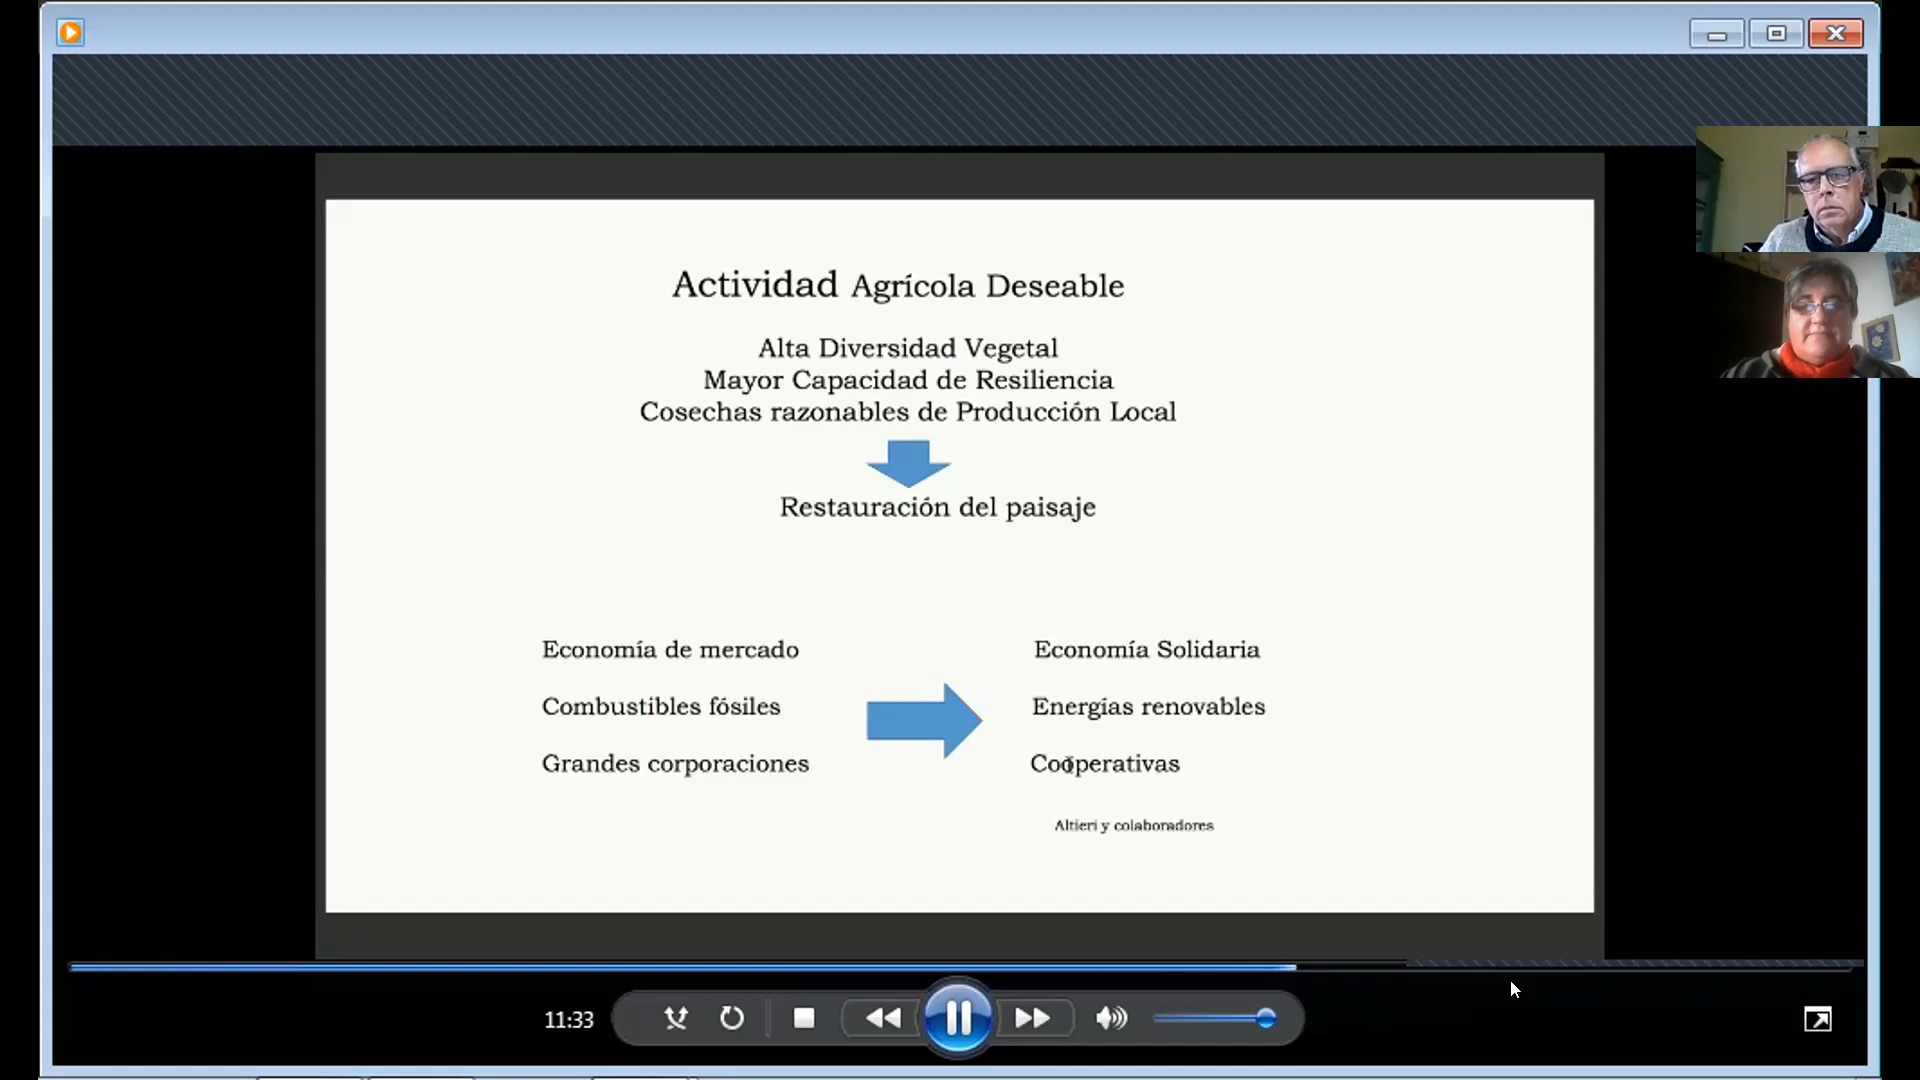 Actividad Agrícola Deseable
Alta Diversidad Vegetal
Mayor Capacidad de Resiliencia
Cosechas razonables de Producción Local
Restauración del paisaje
Economía de mercado
Economía Solidaria
Combustibles fósiles
Energías renovables
Grandes corporaciones
Cooperativas
Altieri y colaboradores
11:33